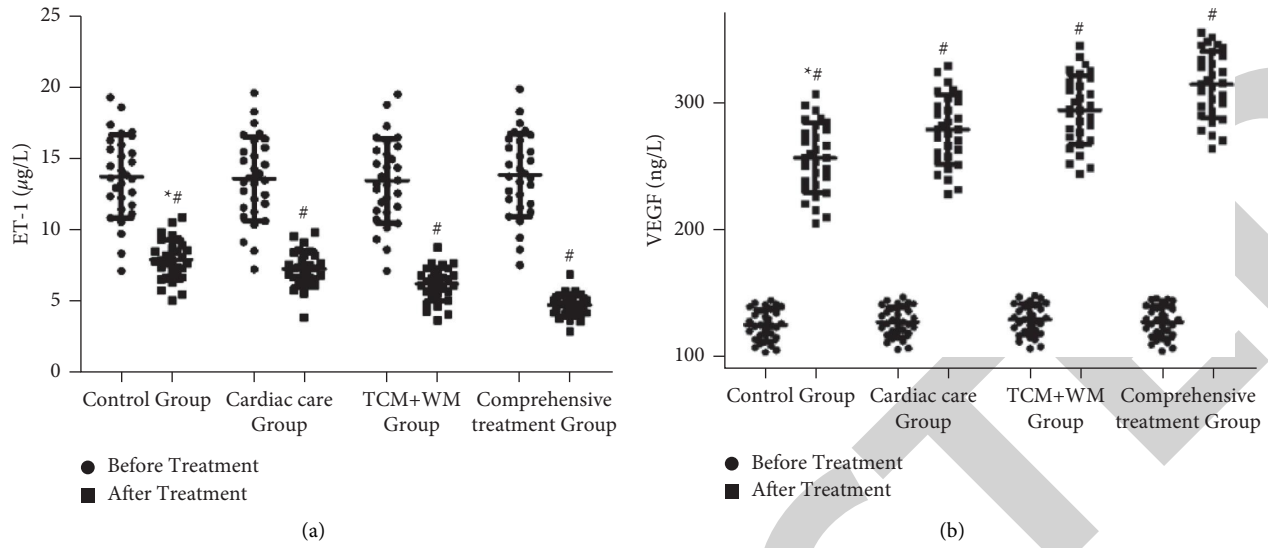 25
20
15
10
5
0
ET-1 (μg/L)
*#
#
#
#
Control Group
Cardiac care
Group
TCM+WM
Group
Comprehensive
treatment Group
Before Treatment
After Treatment
(a)
300
200
100
VEGF (ng/L)
*#
#
#
#
Control Group
Cardiac care
Group
TCM+WM
Group
Comprehensive
treatment Group
Before Treatment
After Treatment
(b)